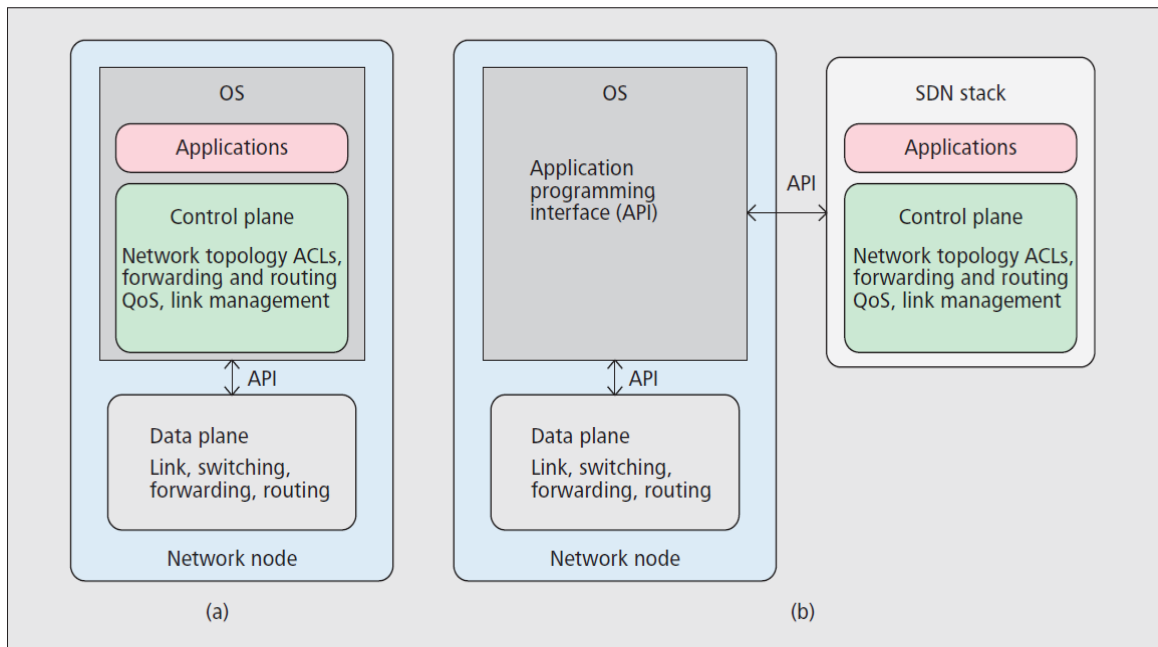 OS
Applications
Control plane
Network topology ACLs,
forwarding and routing
QoS, link management
API
Data plane
Link, switching,
forwarding, routing
Network node
(a)
OS
Application
programming
interface (API)
API
Data plane
Link, switching,
forwarding, routing
Network node
API
SDN stack
Applications
Control plane
Network topology ACLs,
forwarding and routing
QoS, link management
(b)